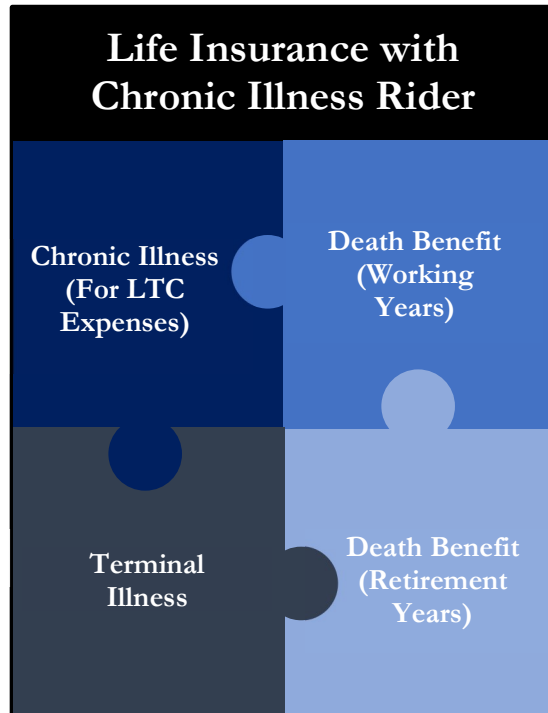 Life Insurance with
Chronic Illness Rider
Chronic Illness
(For LTC
Expenses)
Death Benefit
(Working
Years)
Terminal
Illness
Death Benefit
(Retirement
Years)